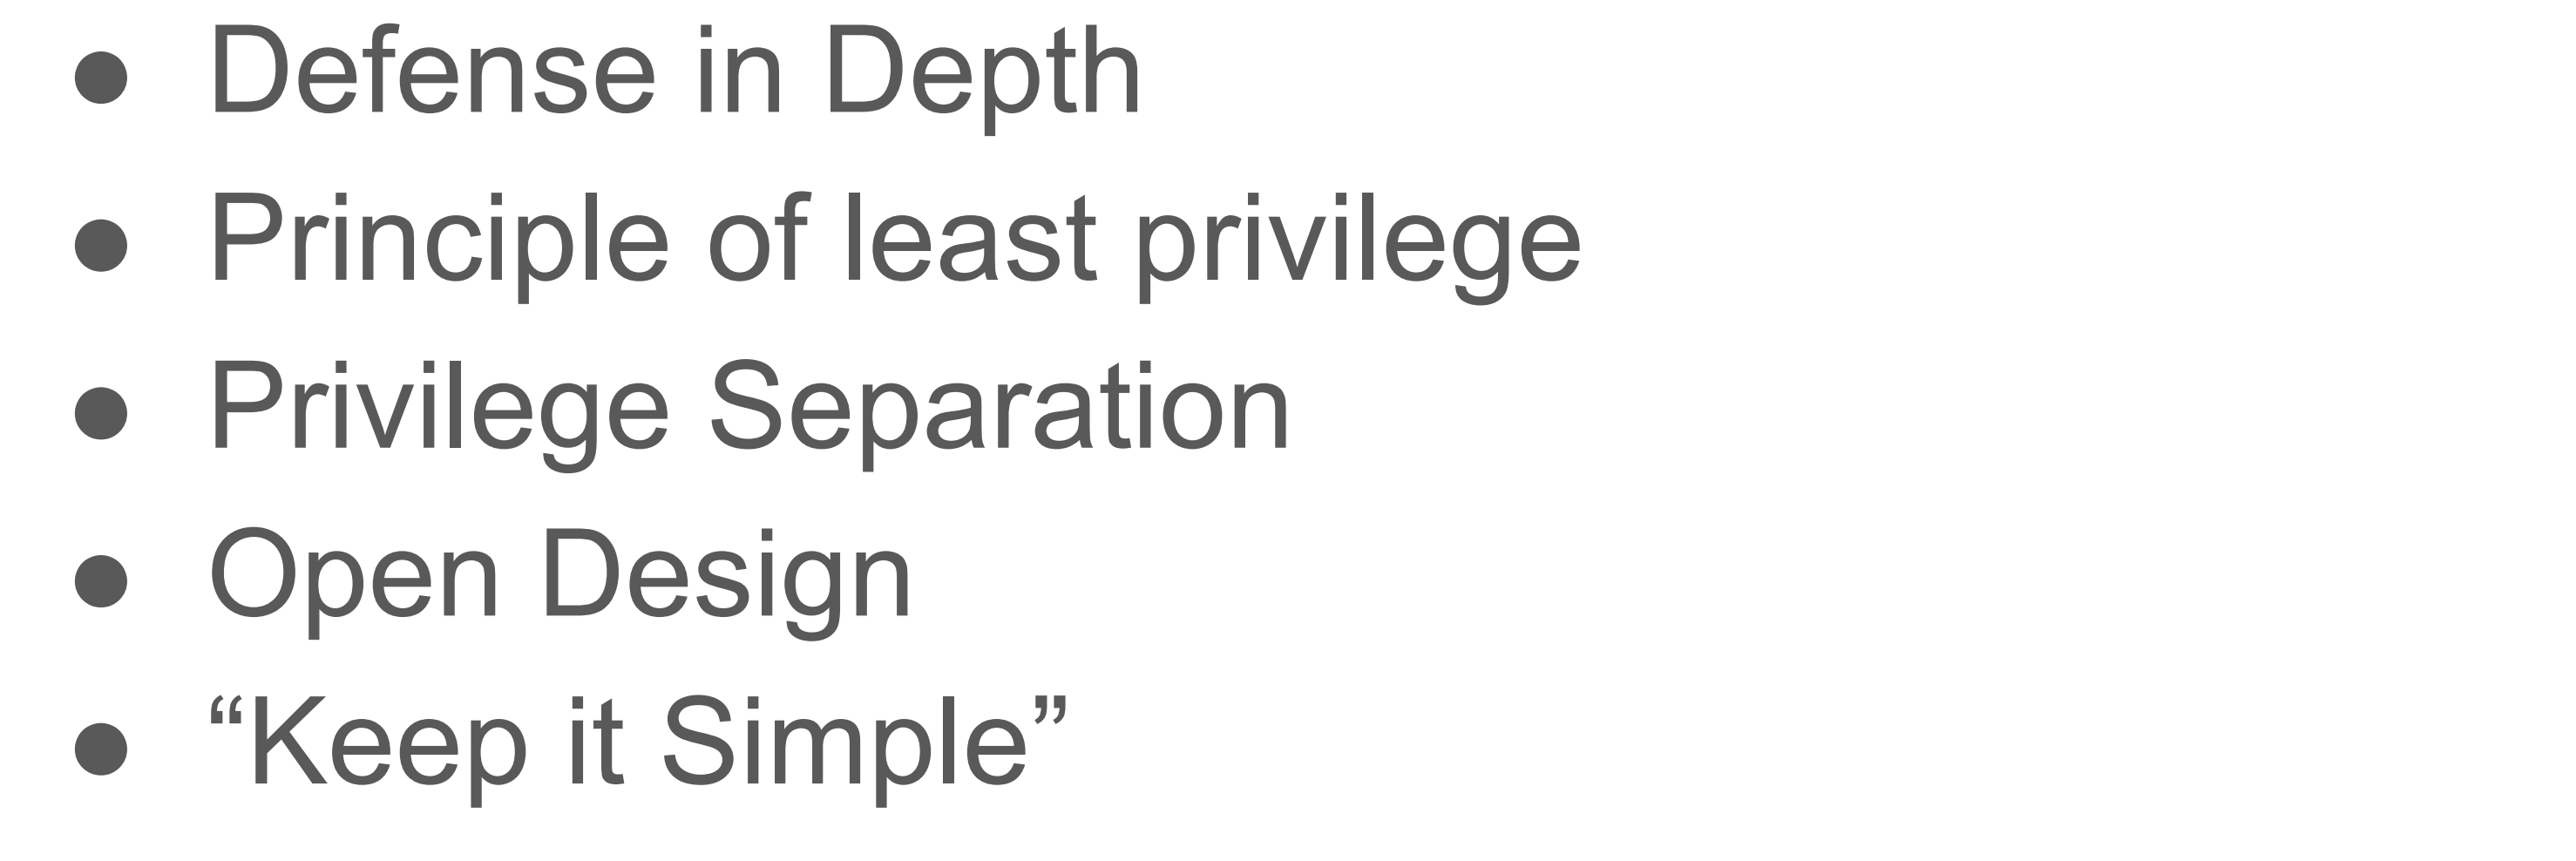 ● Defense in Depth
● Principle of least privilege
● Privilege Separation
● Open Design
● “Keep it Simple”